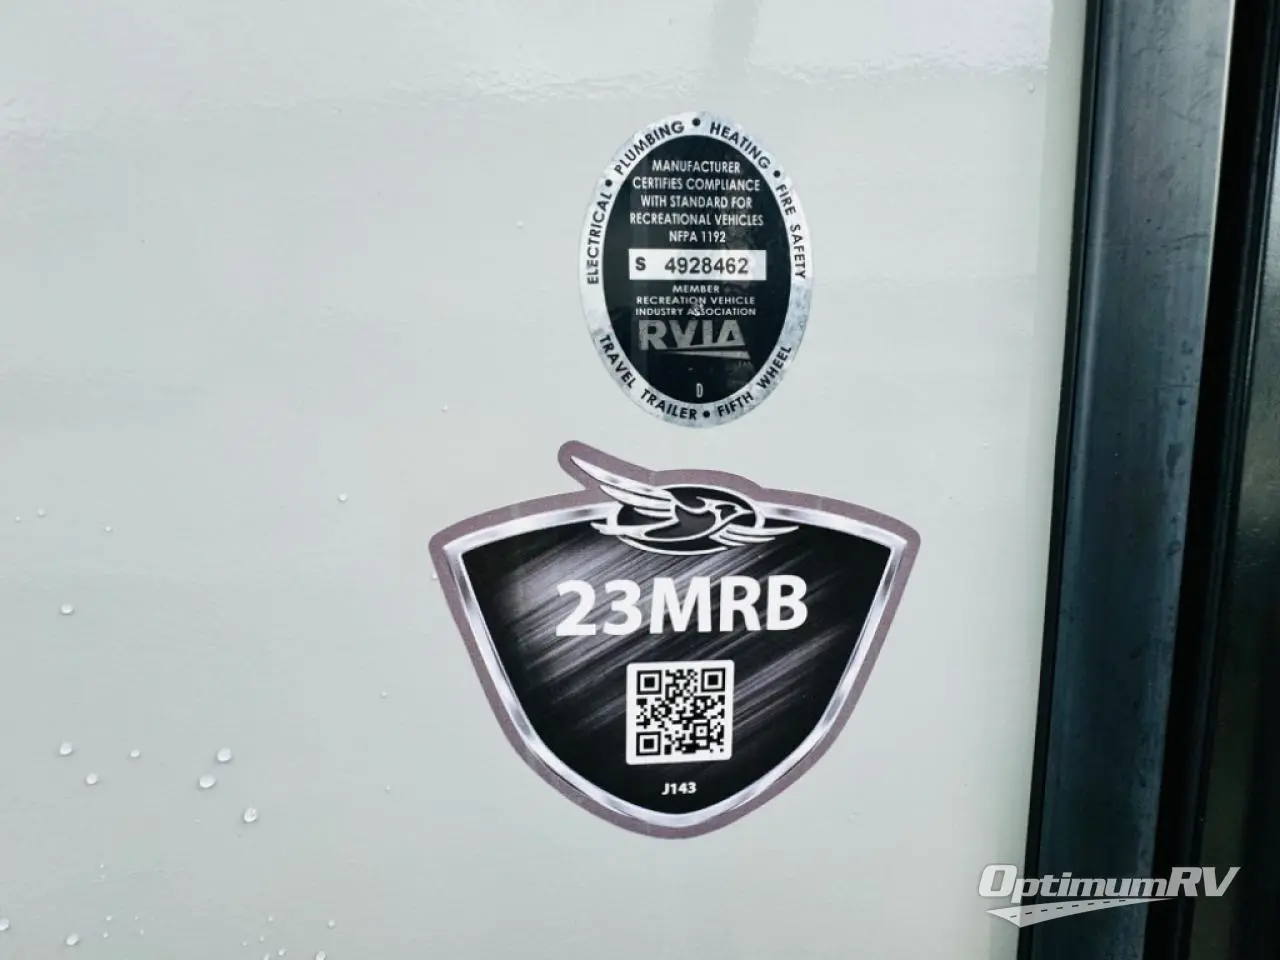 ELECTRICAL • PLUMBING • HEATING • FIRE SAFETY
MANUFACTURER
CERTIFIES COMPLIANCE
WITH STANDARD FOR
RECREATIONAL VEHICLES
NFPA 1192
S 4928462
MEMBER
RECREATION VEHICLE
INDUSTRY ASSOCIATION
RVIA
D
TRAVEL TRAILER • FIFTH WHEEL
23MRB
J143
OptimumRV